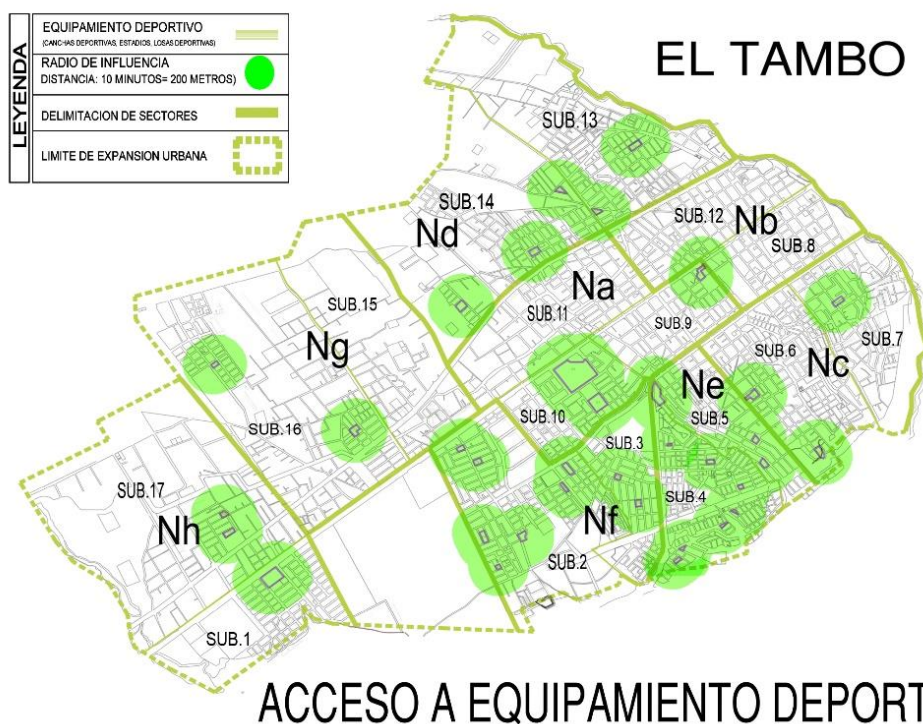 LEYENDA
EQUIPAMIENTO DEPORTIVO
(CANCHAS DEPORTIVAS, ESTADIOS, LOSAS DEPORTIVAS)
RADIO DE INFLUENCIA
DISTANCIA: 10 MINUTOS= 200 METROS)
DELIMITACION DE SECTORES
LIMITE DE EXPANSION URBANA
EL TAMBO
SUB.13
SUB.14
Nd
SUB.12
Nb
SUB.8
Na
SUB.15
SUB.11
SUB.9
Ng
SUB.6
Nc
SUB.7
Ne
SUB.10
SUB.5
SUB.16
SUB.3
SUB.17
SUB.4
Nh
Nf
SUB.2
SUB.1
ACCESO A EQUIPAMIENTO DEPORT